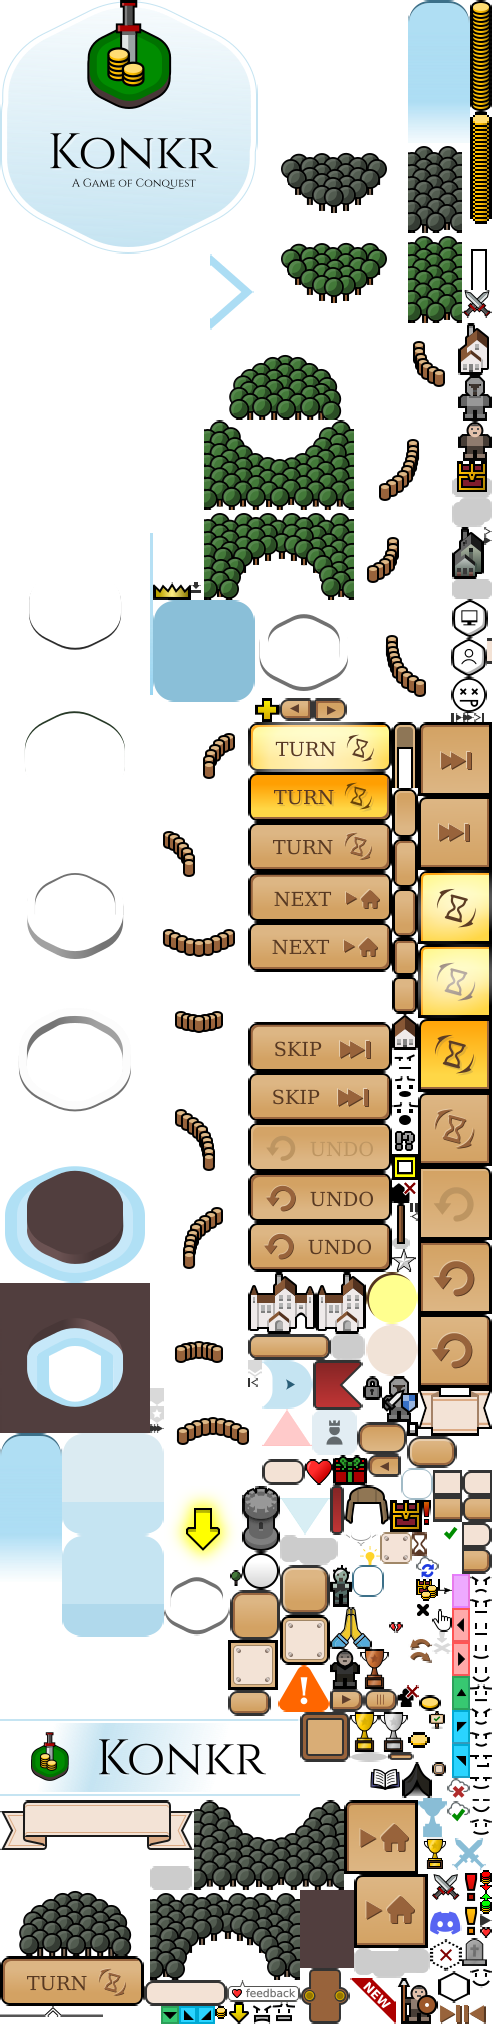 KONKR
A GAME OF CONQUEST
TURN
TURN
TURN
NEXT
NEXT
SKIP
SKIP
UNDO
UNDO
UNDO
KONKR
TURN
feedback
NEW